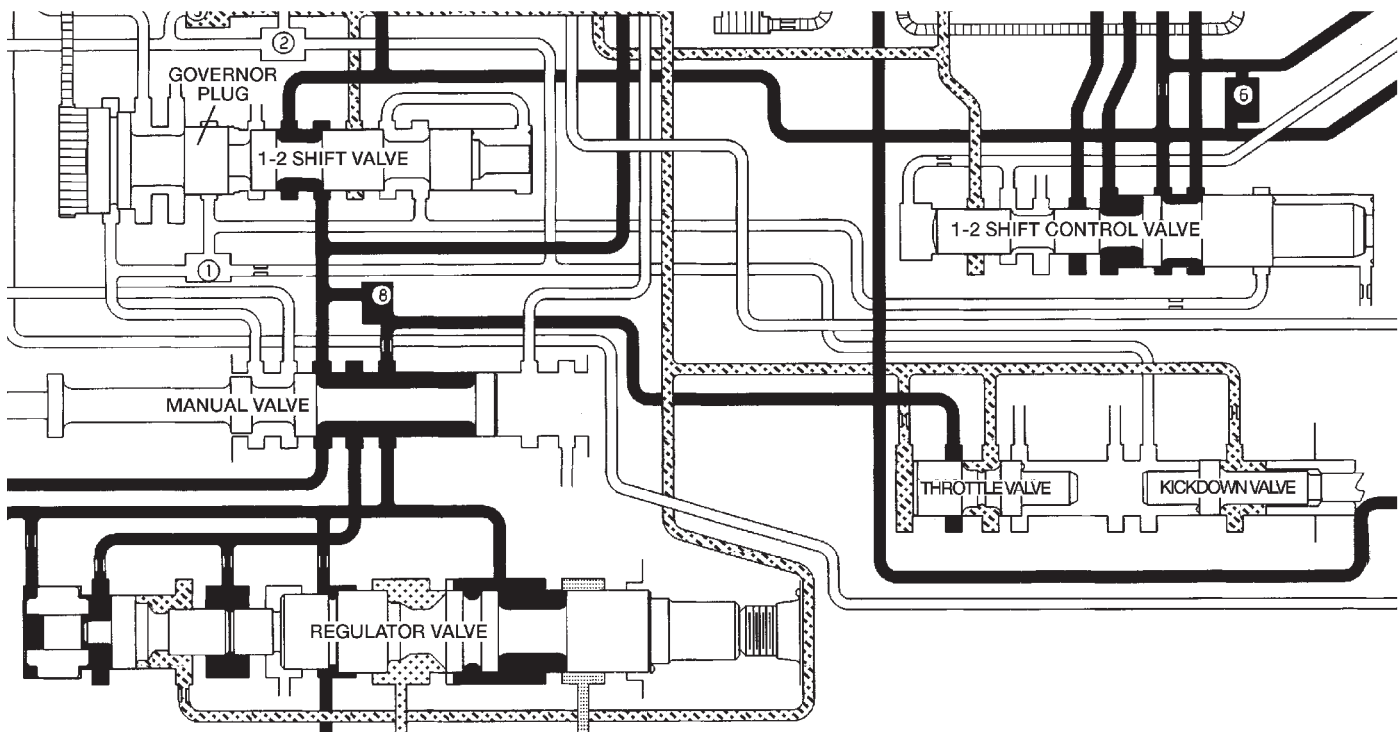 2
GOVERNOR
PLUG
6
1-2 SHIFT VALVE
1-2 SHIFT CONTROL VALVE
1
8
MANUAL VALVE
THROTTLE VALVE
KICKDOWN VALVE
REGULATOR VALVE